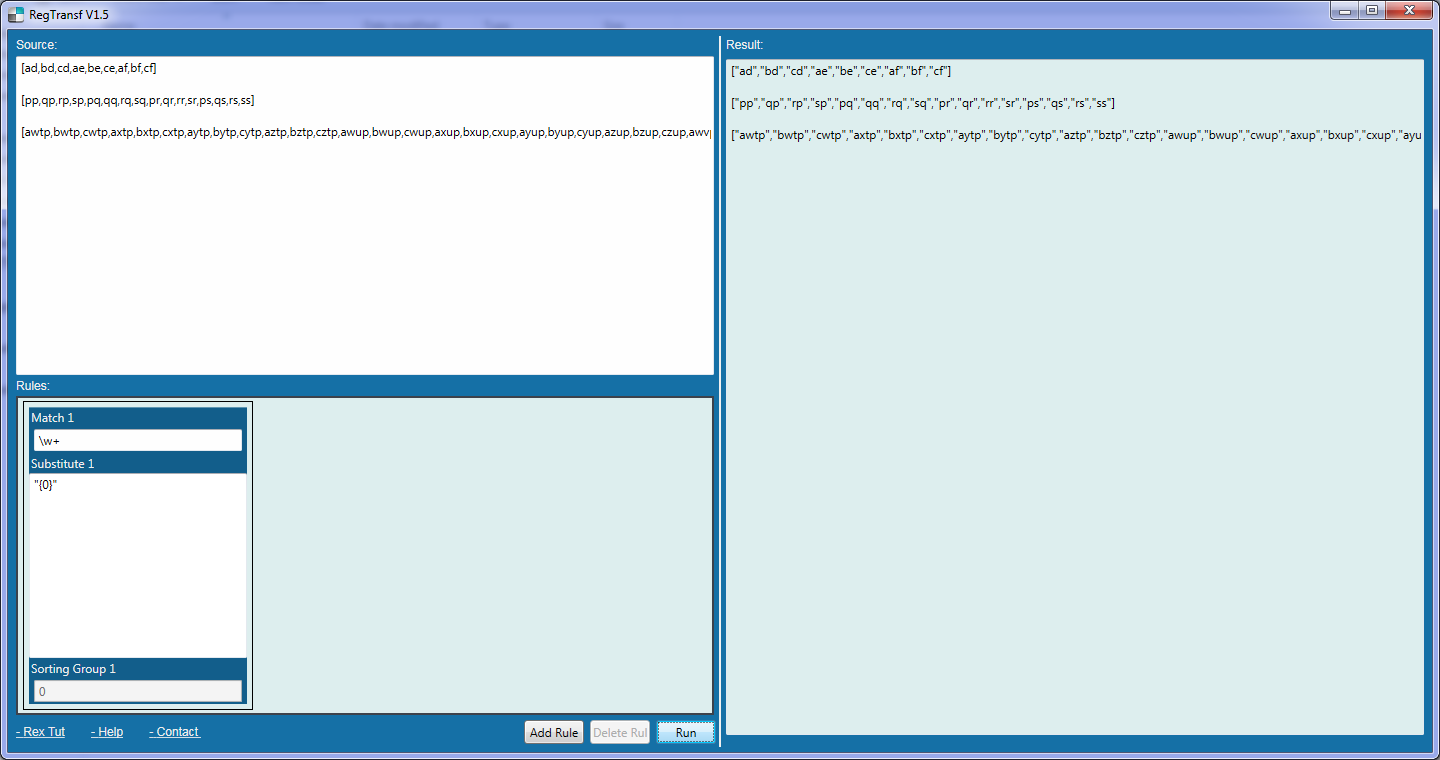 RegTransf V1.5
Source:
[ad,bd,cd,ae,be,ce,af,bf,cf]
[pp,qp,rp,sp,pq,qq,rq,sq,pr,qr,rr,sr,ps,qs,rs,ss]
[awtp,bwtp,cwtp,axtp,bxtp,cxtp,aytp,bytp,cytp,aztp,bztp,cztp,awup,bwup,cwup,axup,bxup,cxup,ayup,byup,cyup,azup,bzup,czup,awvp
Rules:
Match 1
\w+
Substitute 1
"{0}"
Sorting Group 1
0
- Rex Tut - Help - Contact Add Rule Delete Rul Run
Result:
["ad","bd","cd","ae","be","ce","af","bf","cf"]
["pp","qp","rp","sp","pq","qq","rq","sq","pr","qr","rr","sr","ps","qs","rs","ss"]
["awtp","bwtp","cwtp","axtp","bxtp","cxtp","aytp","bytp","cytp","aztp","bztp","cztp","awup","bwup","cwup","axup","bxup","cxup","ayu